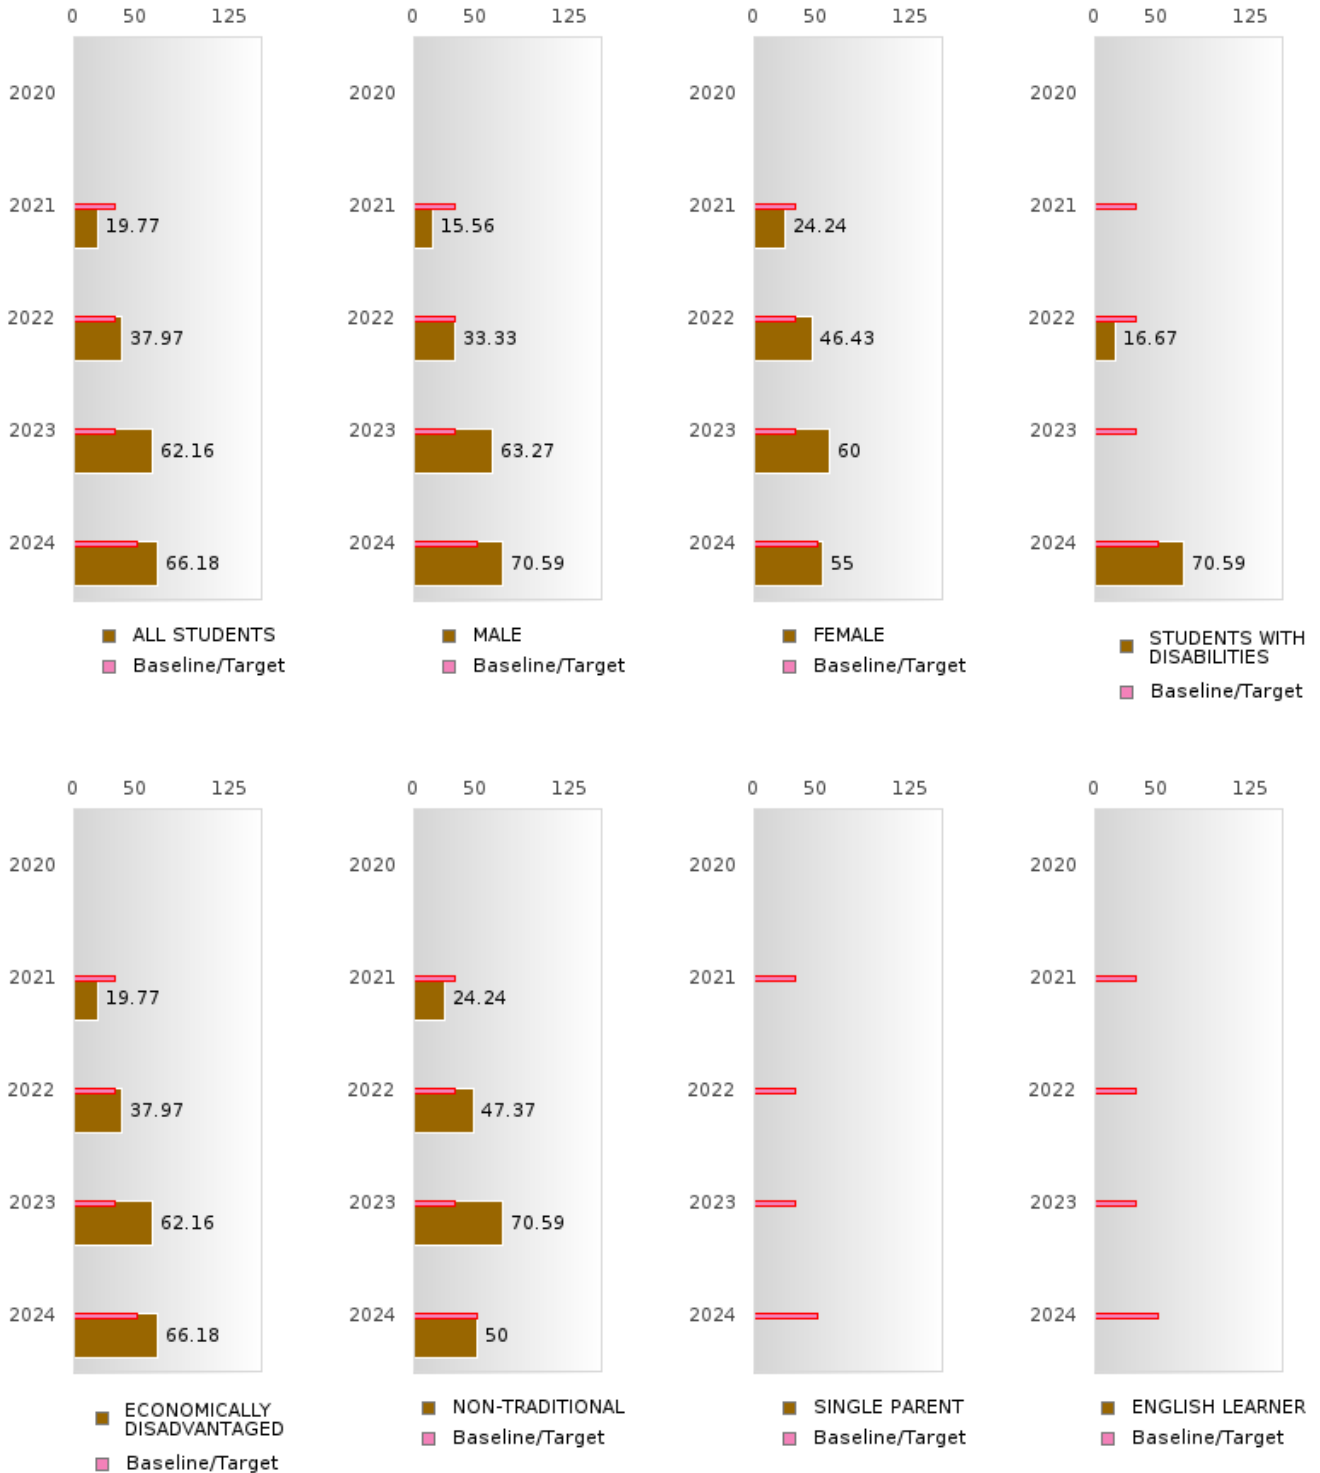 0 50 125 0 50 125 0 50 125 0 50 125
2020 2020 2020 2020
2021 19.77 2021 15.56 2021 24.24 2021
2022 37.97 2022 33.33 2022 46.43 2022 16.67
2023 62.16 2023 63.27 2023 60 2023
2024 66.18 2024 70.59 2024 55 2024 70.59
ALL STUDENTS MALE FEMALE STUDENTS WITH
DISABILITIES
Baseline/Target Baseline/Target Baseline/Target Baseline/Target
0 50 125 0 50 125 0 50 125 0 50 125
2020 2020 2020 2020
2021 19.77 2021 24.24 2021 2021
2022 37.97 2022 47.37 2022 2022
2023 62.16 2023 70.59 2023 2023
2024 66.18 2024 50 2024 2024
ECONOMICALLY NON-TRADITIONAL SINGLE PARENT ENGLISH LEARNER
DISADVANTAGED
Baseline/Target Baseline/Target Baseline/Target Baseline/Target